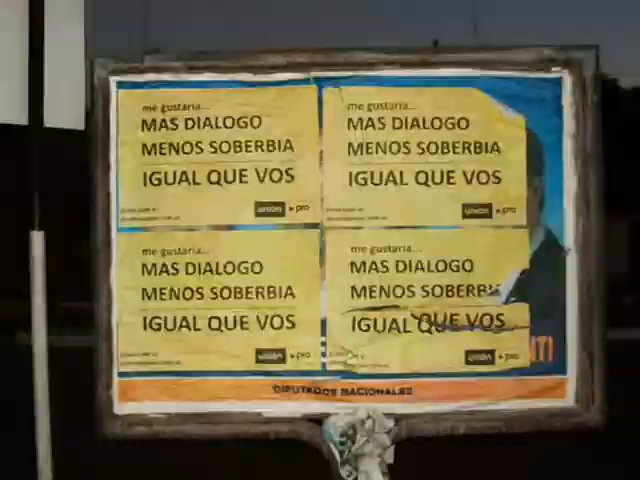 me gustaria...
MAS DIALOGO
MENOS SOBERBIA
IGUAL QUE VOS
unión pro
me gustaria...
MAS DIALOGO
MENOS SOBERBIA
IGUAL QUE VOS
unión pro
me gustaria...
MAS DIALOGO
MENOS SOBERBIA
IGUAL QUE VOS
unión pro
me gustaria...
MAS DIALOGO
MENOS SOBERBI
IGUAL QUE VOS
unión pro
DIPUTADOS NACIONALES